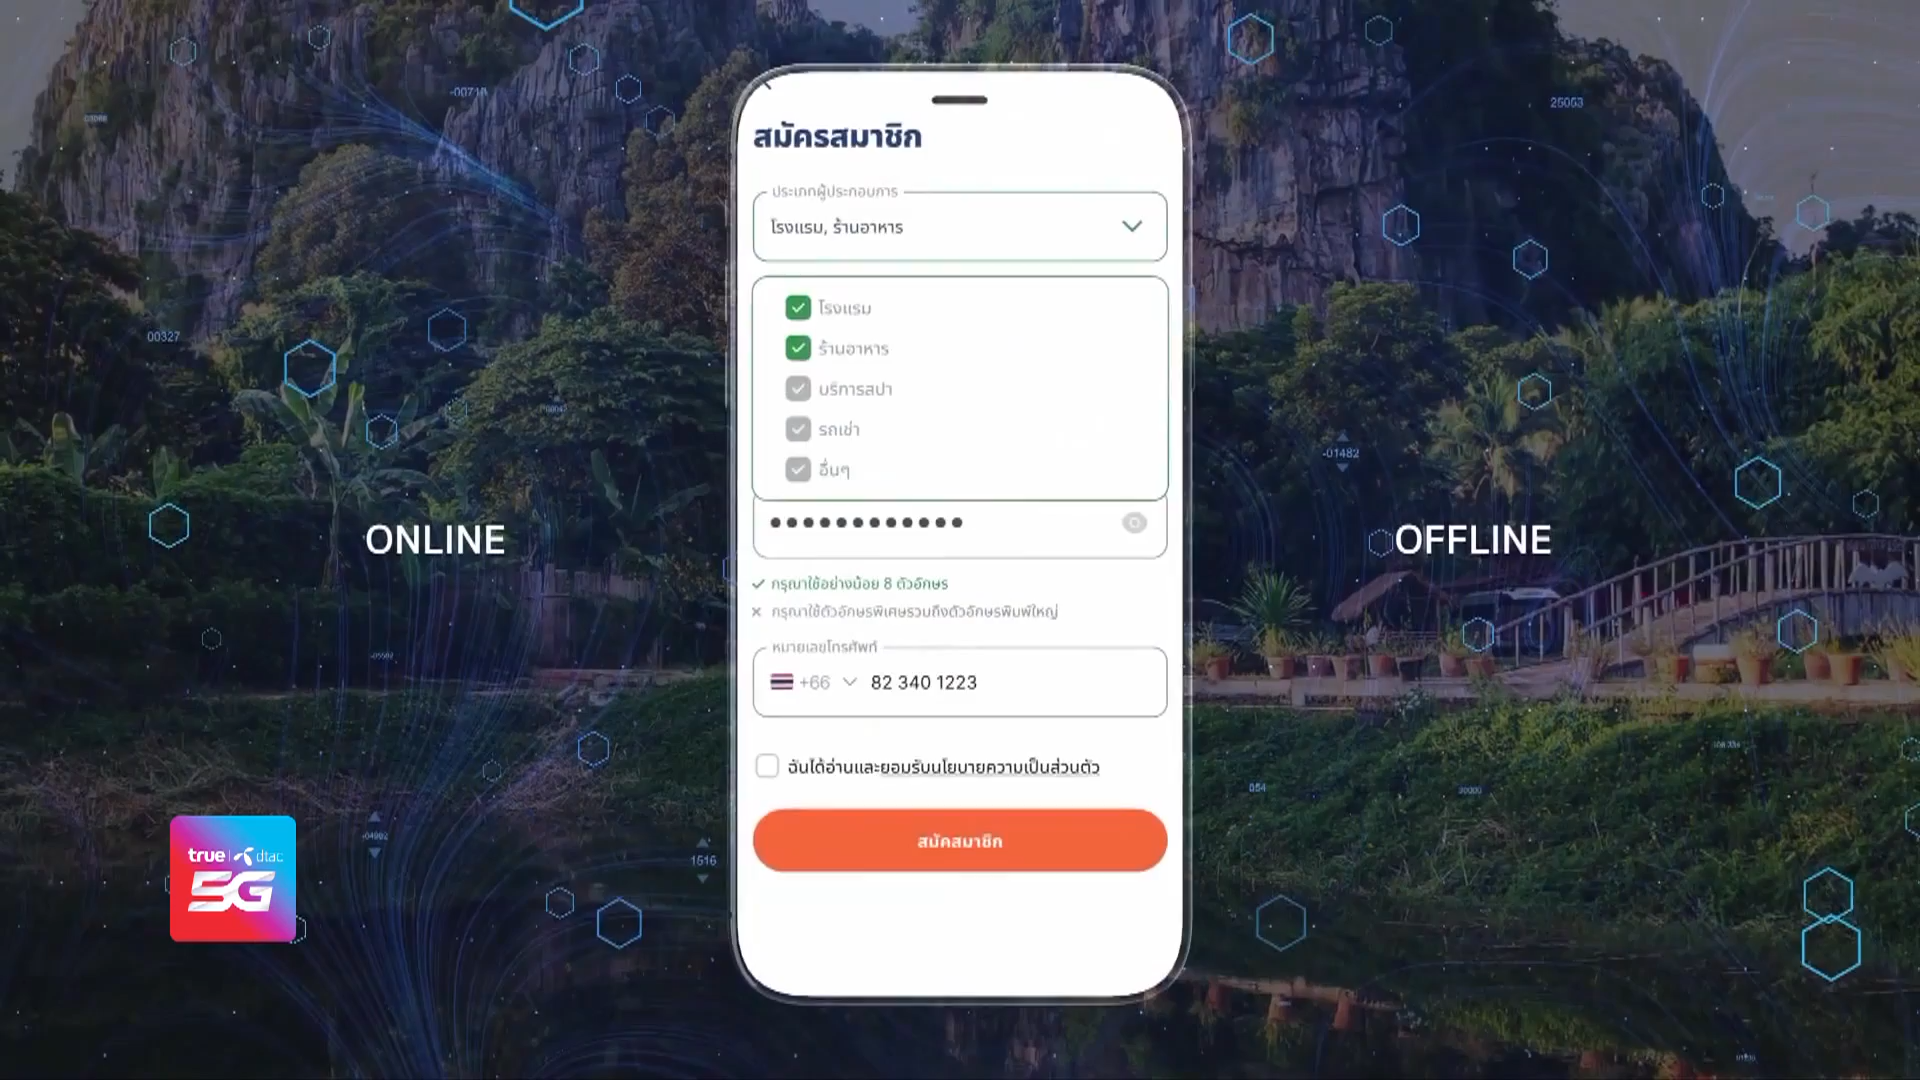 สมัครสมาชิก
ประเภทผู้ประกอบการ
โรงแรม, ร้านอาหาร
โรงแรม
ร้านอาหาร
บริการสปา
รถเช่า
อื่นๆ
กรุณาใช้อย่างน้อย 8 ตัวอักษร
กรุณาใช้ตัวอักษรพิเศษรวมถึงตัวอักษรพิมพ์ใหญ่
หมายเลขโทรศัพท์
+66 82 340 1223
ฉันได้อ่านและยอมรับนโยบายความเป็นส่วนตัว
สมัคสมาชิก
ONLINE
OFFLINE
true dtac
5G
-00718
25053
00327
-01482
1516
054
30000
-04992